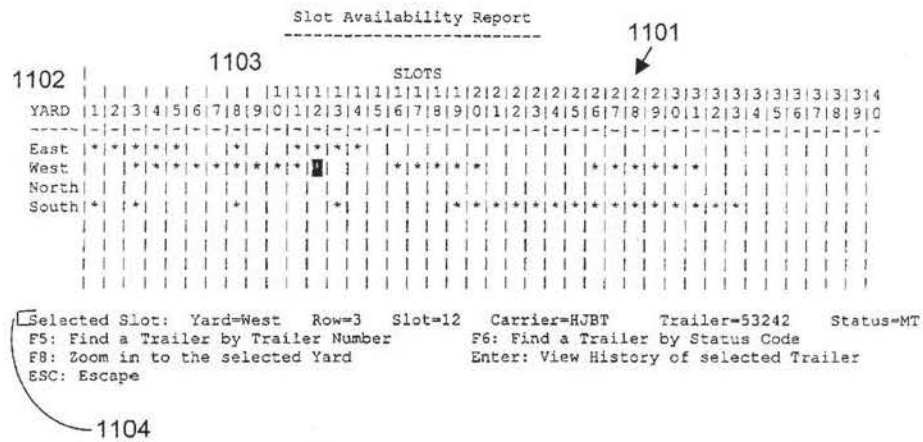 Slot Availability Report
-------------------------
1101
1102 1103
| SLOTS
| | | | | | | | | |1|1|1|1|1|1|1|1|1|1|2|2|2|2|2|2|2|2|2|2|3|3|3|3|3|3|3|3|3|3|4
YARD |1|2|3|4|5|6|7|8|9|0|1|2|3|4|5|6|7|8|9|0|1|2|3|4|5|6|7|8|9|0|1|2|3|4|5|6|7|8|9|0
-----|-|-|-|-|-|-|-|-|-|-|-|-|-|-|-|-|-|-|-|-|-|-|-|-|-|-|-|-|-|-|-|-|-|-|-|-|-|-|-|-
East |*|*|*|*|*| | |*| | |*|*|*|*| | | | | | | | | | | | | | | | | | | | | | | | | |
West | | |*|*|*|*|*|*|*|*|*|*| | | |*|*|*|*|*| | | | | |*|*|*|*|*|*| | | | | | | | |
North| | | | | | | | | | | | | | | | | | | | | | | | | | | | | | | | | | | | | | | |
South|*| |*| | | | |*| | | | |*| | | | | |*|*|*|*|*|*|*|*|*|*|*|*|*|*|*| | | | | | |
Selected Slot: Yard=West Row=3 Slot=12 Carrier=HJBT Trailer=53242 Status=MT
F5: Find a Trailer by Trailer Number F6: Find a Trailer by Status Code
F8: Zoom in to the selected Yard Enter: View History of selected Trailer
ESC: Escape
1104